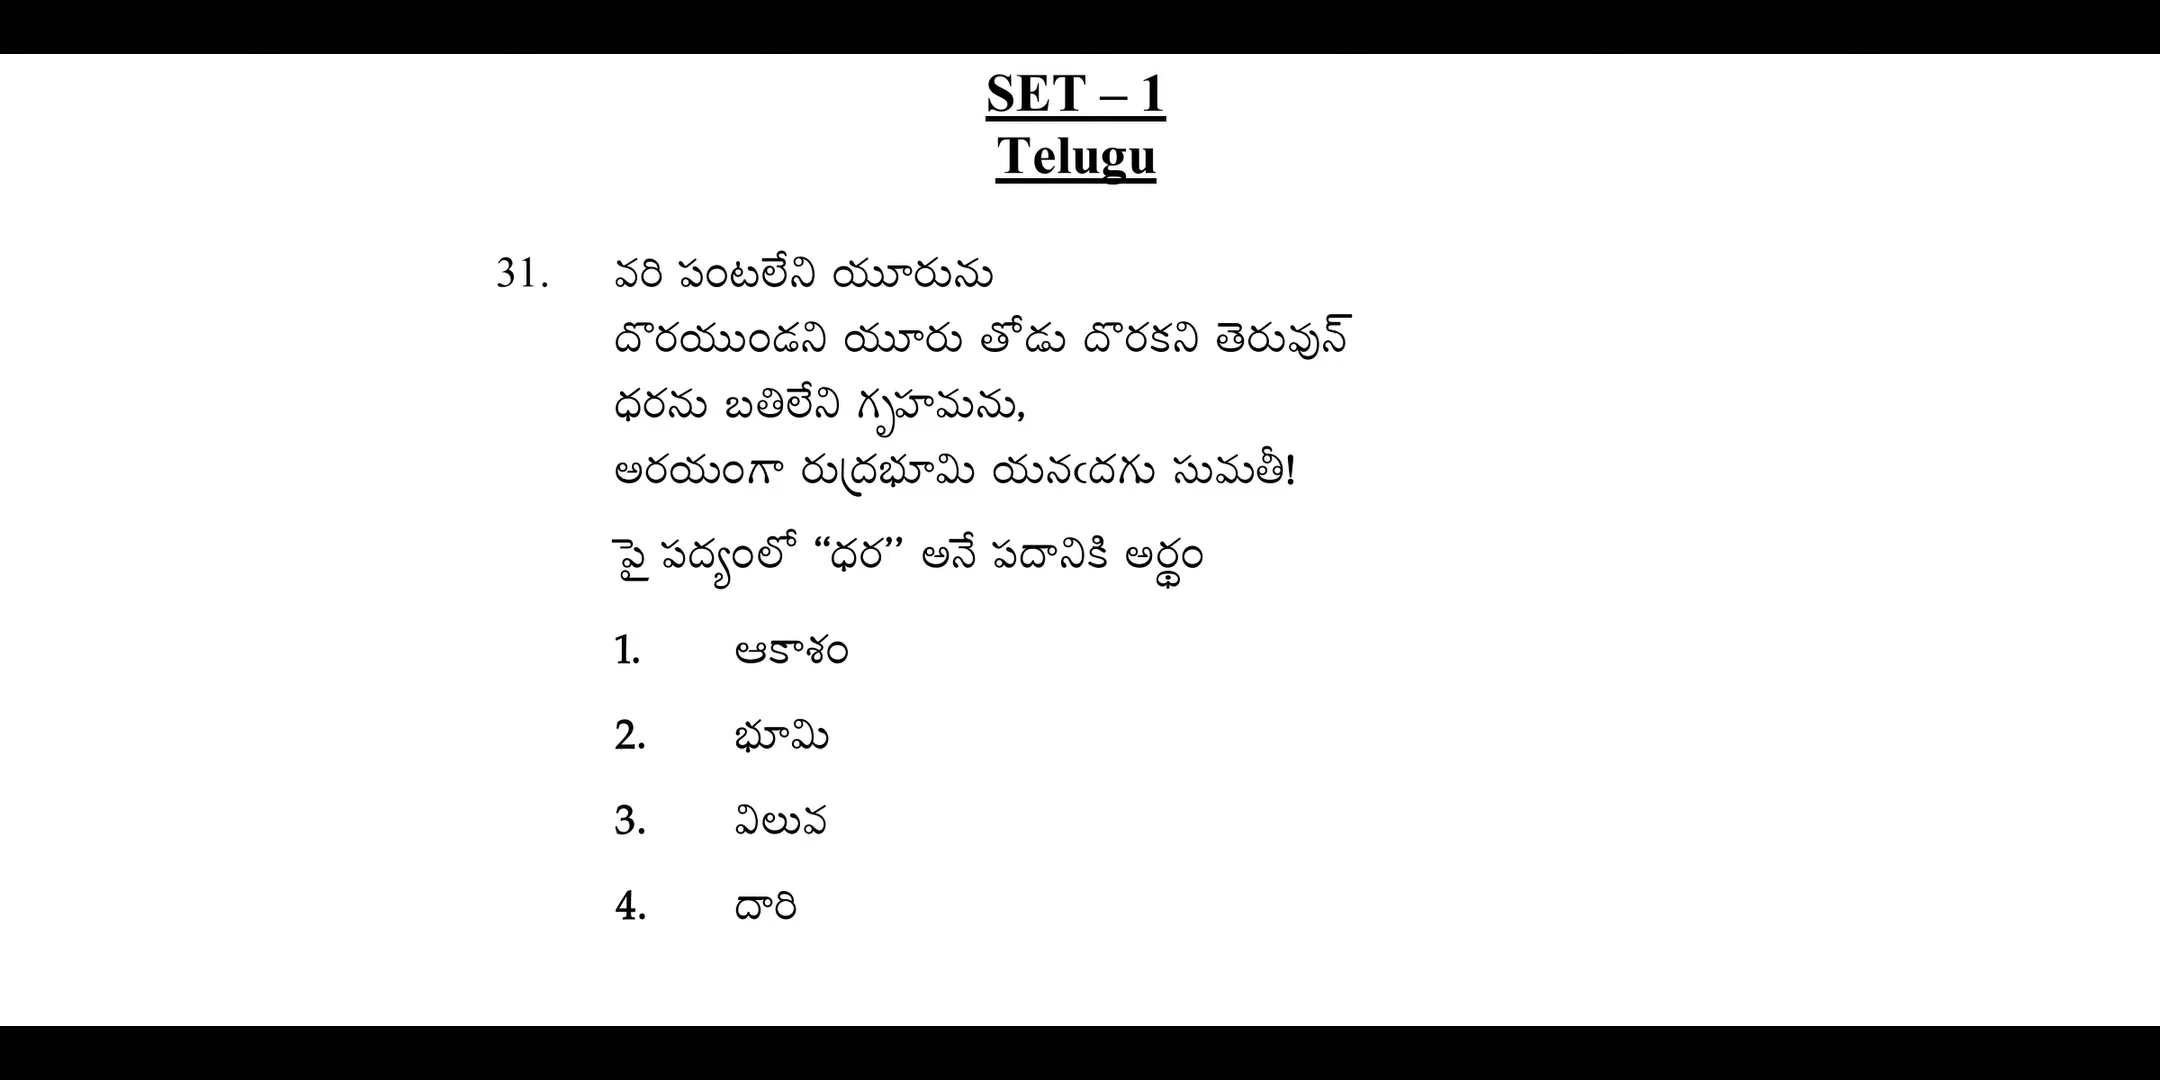 SET – 1
Telugu
31. వరి పంటలేని యూరును
దొరయుండని యూరు తోడు దొరకని తెరువున్
ధరను బతిలేని గృహమను,
అరయంగా రుద్రభూమి యనఁదగు సుమతీ!
పై పద్యంలో “ధర” అనే పదానికి అర్థం
1. ఆకాశం
2. భూమి
3. విలువ
4. దారి